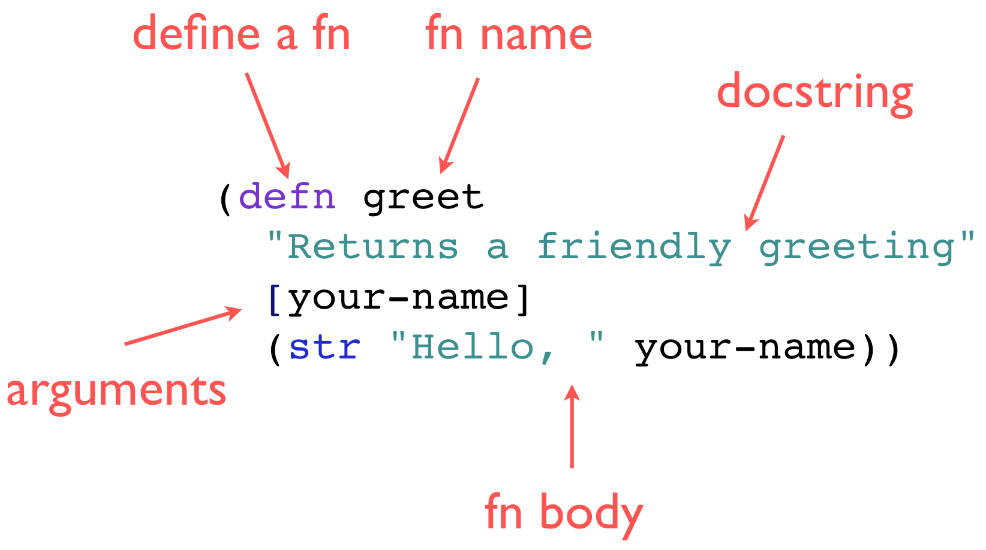 define a fn fn name
docstring
(defn greet
"Returns a friendly greeting"
[your-name]
(str "Hello, " your-name))
arguments
fn body